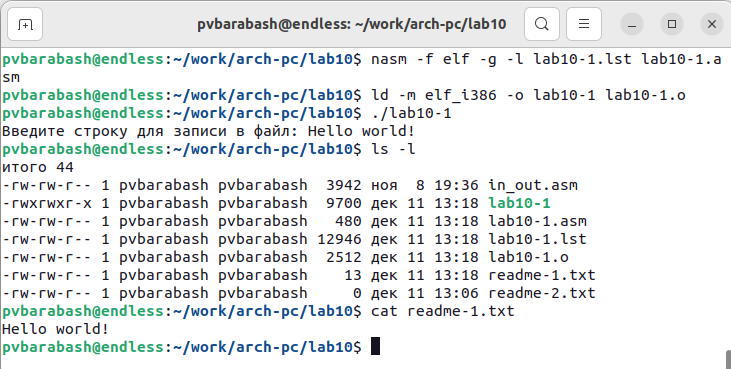 pvbarabash@endless: ~/work/arch-pc/lab10
pvbarabash@endless:~/work/arch-pc/lab10$ nasm -f elf -g -l lab10-1.lst lab10-1.a
sm
pvbarabash@endless:~/work/arch-pc/lab10$ ld -m elf_i386 -o lab10-1 lab10-1.o
pvbarabash@endless:~/work/arch-pc/lab10$ ./lab10-1
Введите строку для записи в файл: Hello world!
pvbarabash@endless:~/work/arch-pc/lab10$ ls -l
итого 44
-rw-rw-r-- 1 pvbarabash pvbarabash  3942 ноя  8 19:36 in_out.asm
-rwxrwxr-x 1 pvbarabash pvbarabash  9700 дек 11 13:18 lab10-1
-rw-rw-r-- 1 pvbarabash pvbarabash   480 дек 11 13:18 lab10-1.asm
-rw-rw-r-- 1 pvbarabash pvbarabash 12946 дек 11 13:18 lab10-1.lst
-rw-rw-r-- 1 pvbarabash pvbarabash  2512 дек 11 13:18 lab10-1.o
-rw-rw-r-- 1 pvbarabash pvbarabash    13 дек 11 13:18 readme-1.txt
-rw-rw-r-- 1 pvbarabash pvbarabash     0 дек 11 13:06 readme-2.txt
pvbarabash@endless:~/work/arch-pc/lab10$ cat readme-1.txt
Hello world!
pvbarabash@endless:~/work/arch-pc/lab10$